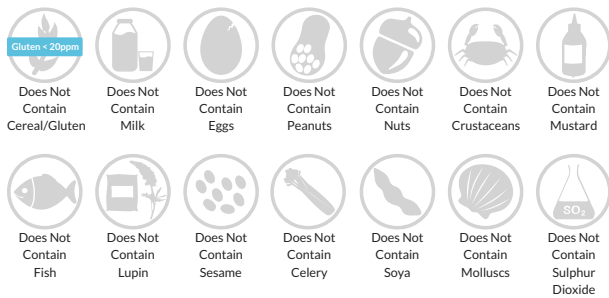 Gluten < 20ppm
Does Not
Contain
Cereal/Gluten
Does Not
Contain
Milk
Does Not
Contain
Eggs
Does Not
Contain
Peanuts
Does Not
Contain
Nuts
Does Not
Contain
Crustaceans
Does Not
Contain
Mustard
Does Not
Contain
Fish
Does Not
Contain
Lupin
Does Not
Contain
Sesame
Does Not
Contain
Celery
Does Not
Contain
Soya
Does Not
Contain
Molluscs
SO₂
Does Not
Contain
Sulphur
Dioxide